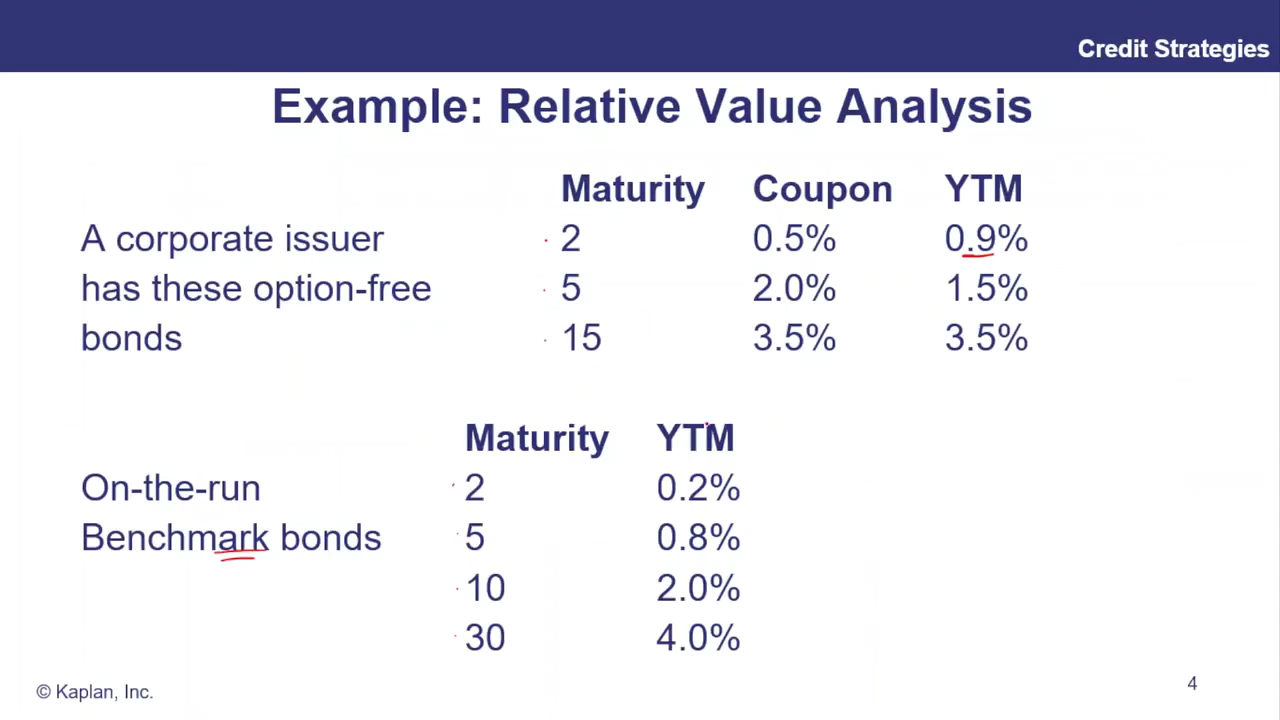 Credit Strategies
Example: Relative Value Analysis
Maturity Coupon YTM
A corporate issuer 2 0.5% 0.9%
has these option-free 5 2.0% 1.5%
bonds 15 3.5% 3.5%
Maturity YTM
On-the-run 2 0.2%
Benchmark bonds 5 0.8%
10 2.0%
30 4.0%
© Kaplan, Inc.
4